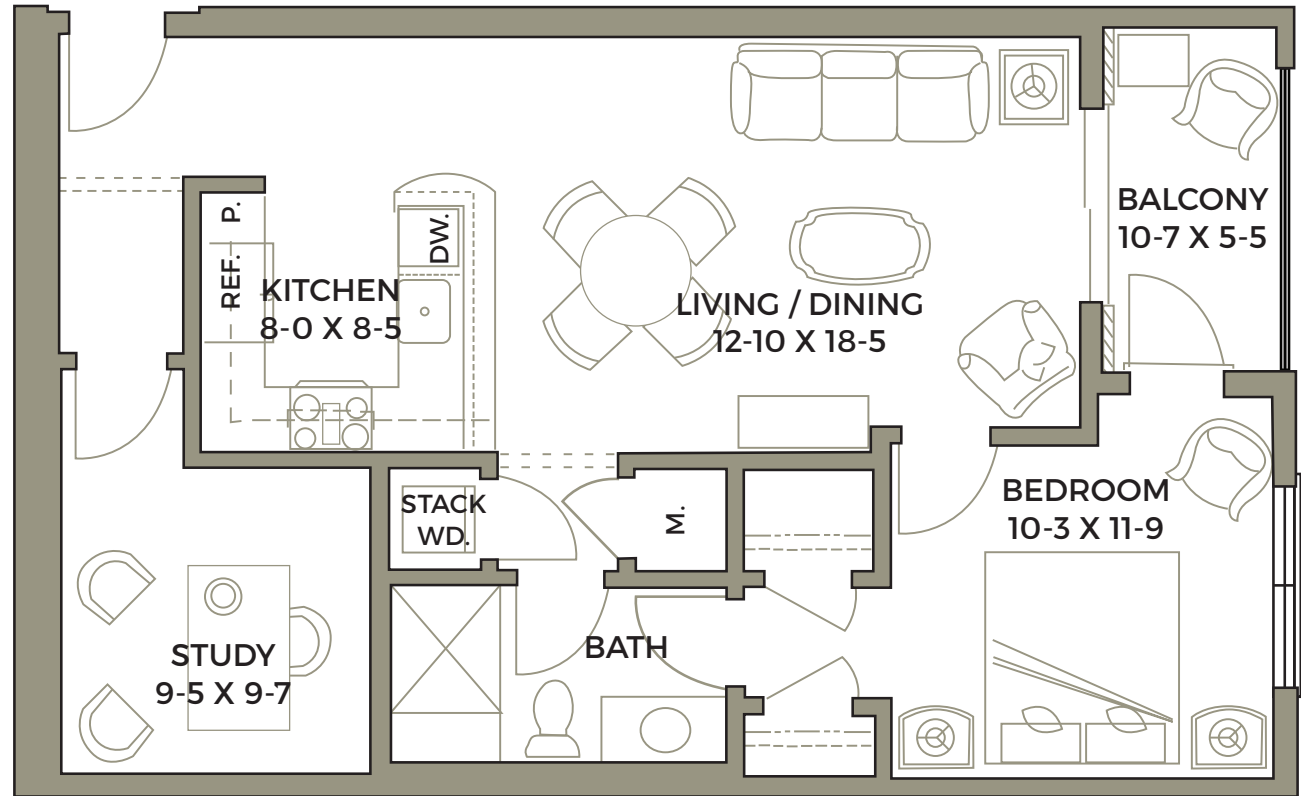 BALCONY
10-7 X 5-5
P.
REF.
DW.
KITCHEN
8-0 X 8-5
LIVING / DINING
12-10 X 18-5
STACK
WD.
M.
BEDROOM
10-3 X 11-9
BATH
STUDY
9-5 X 9-7